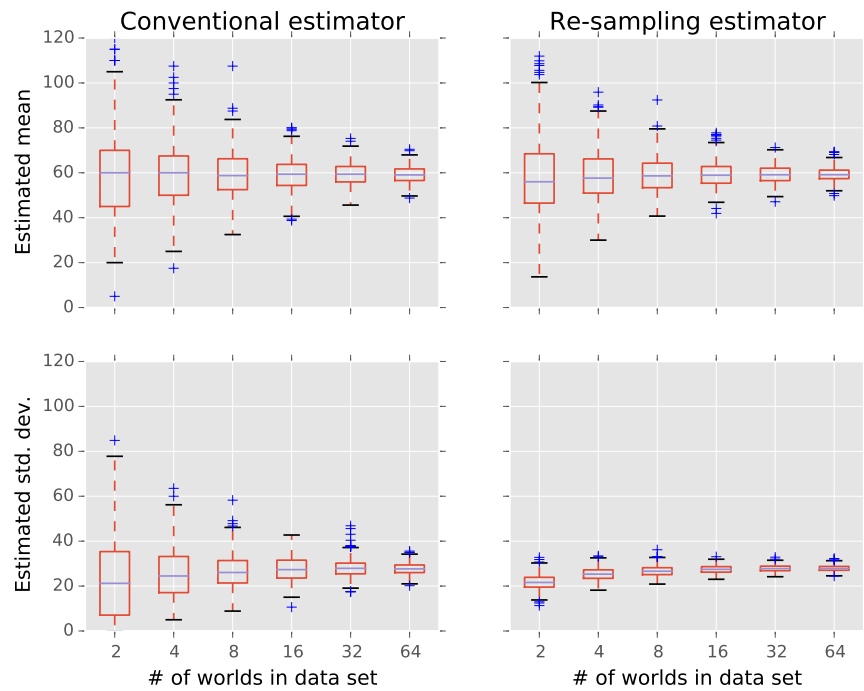 Conventional estimator
Re-sampling estimator
Estimated mean
120
100
80
60
40
20
0
Estimated std. dev.
120
100
80
60
40
20
0
2 4 8 16 32 64
2 4 8 16 32 64
# of worlds in data set
# of worlds in data set